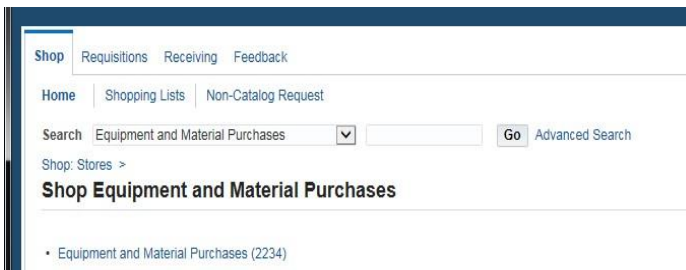 Shop Requisitions Receiving Feedback
Home Shopping Lists Non-Catalog Request
Search Equipment and Material Purchases Go Advanced Search
Shop: Stores >
Shop Equipment and Material Purchases
• Equipment and Material Purchases (2234)